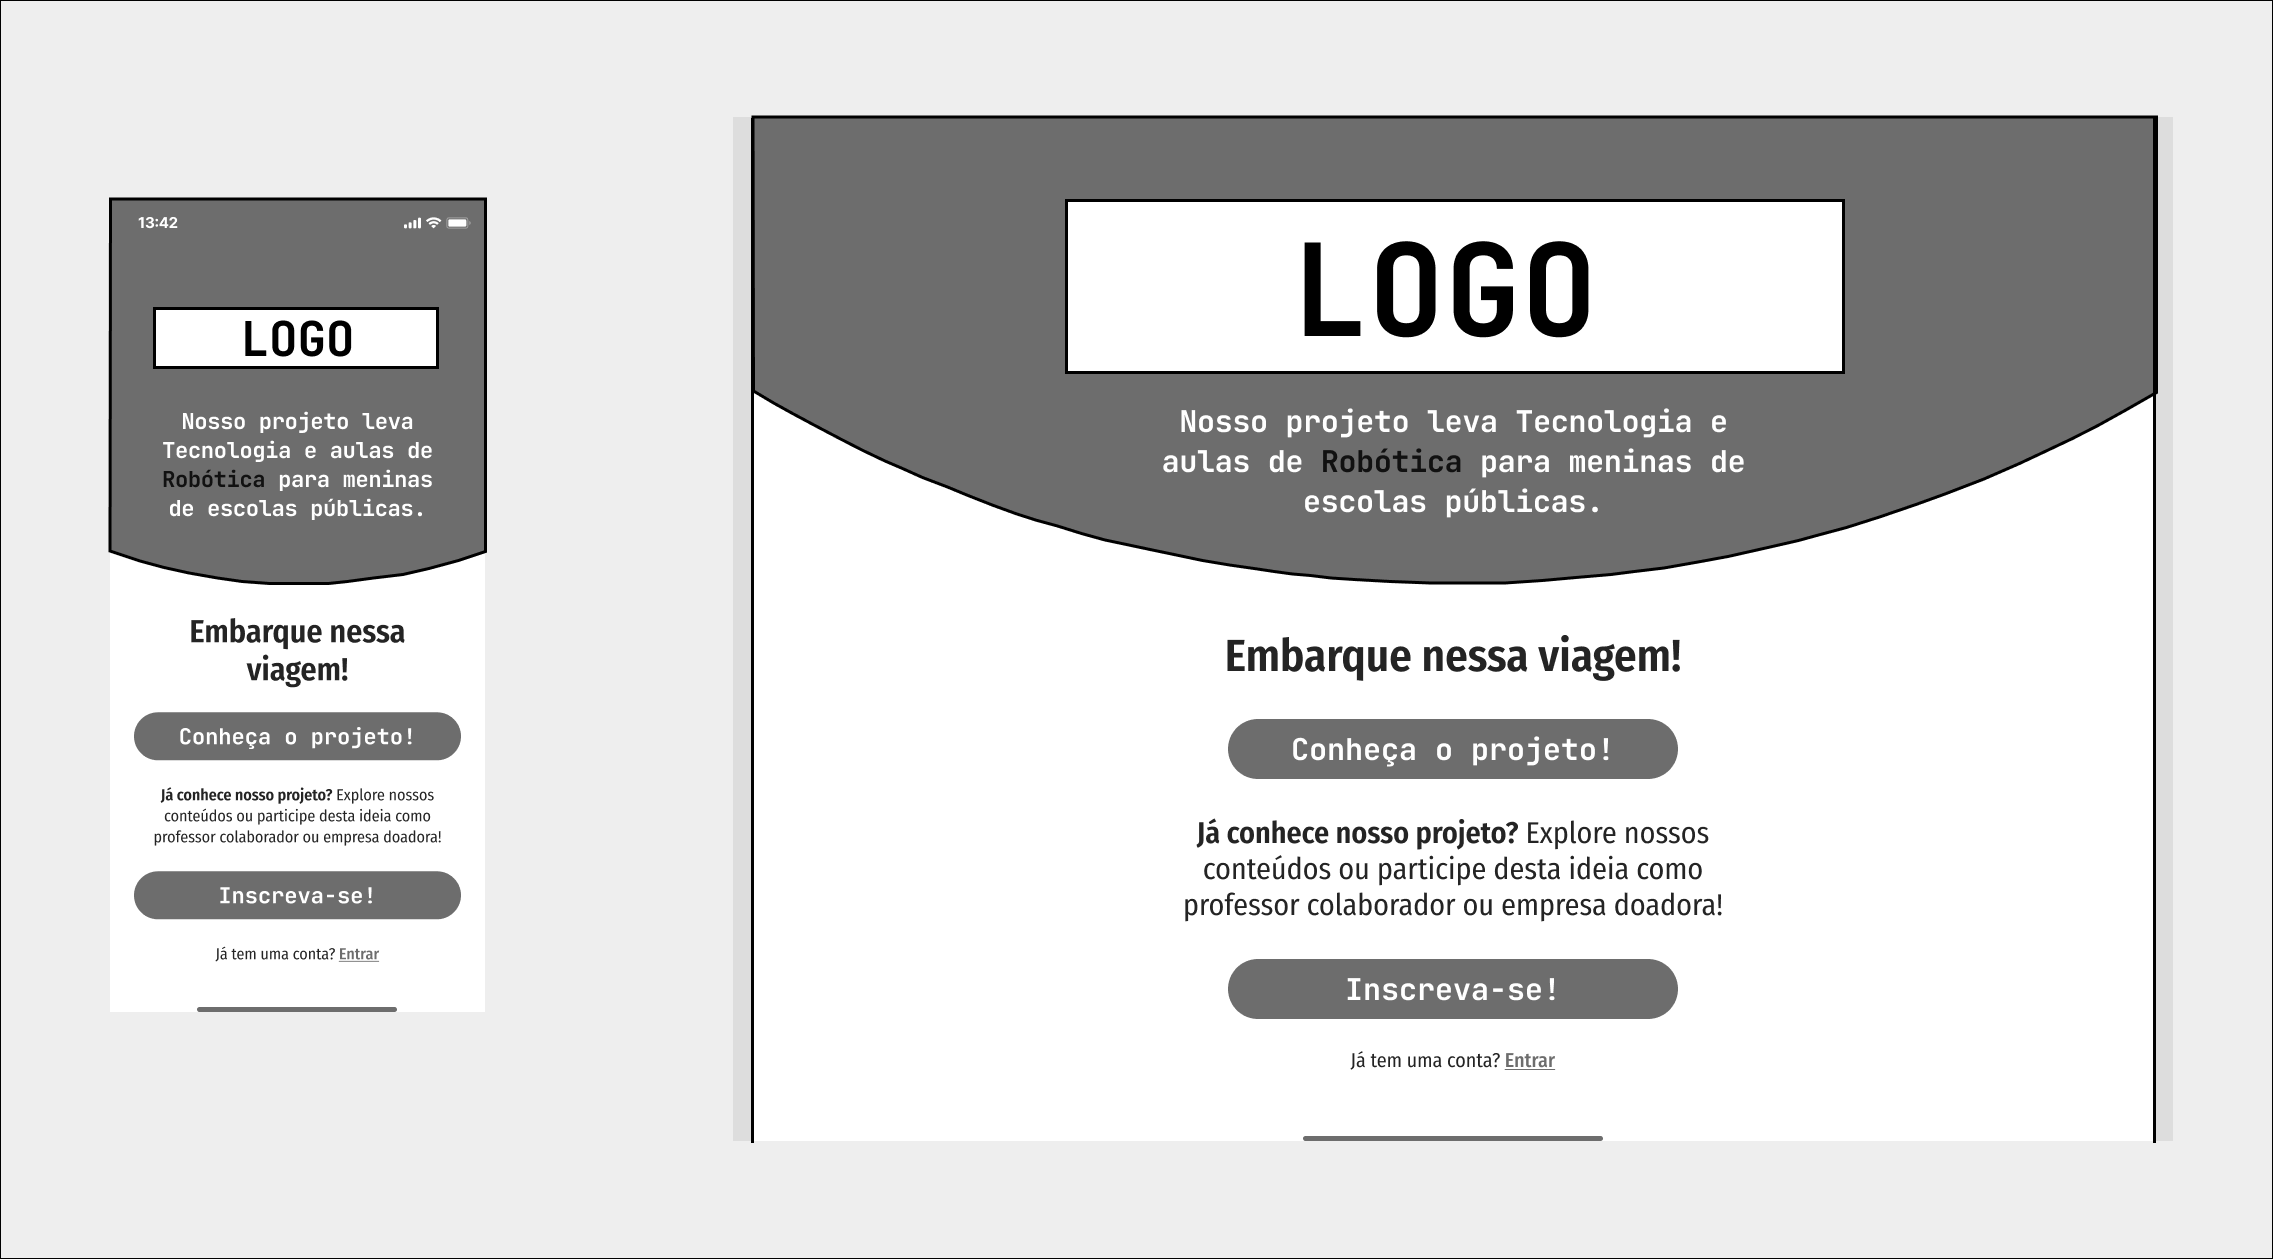 13:42
LOGO
Nosso projeto leva
Tecnologia e aulas de
Robótica para meninas
de escolas públicas.
Embarque nessa
viagem!
Conheça o projeto!
Já conhece nosso projeto? Explore nossos
conteúdos ou participe desta ideia como
professor colaborador ou empresa doadora!
Inscreva-se!
Já tem uma conta? Entrar
LOGO
Nosso projeto leva Tecnologia e
aulas de Robótica para meninas de
escolas públicas.
Embarque nessa viagem!
Conheça o projeto!
Já conhece nosso projeto? Explore nossos
conteúdos ou participe desta ideia como
professor colaborador ou empresa doadora!
Inscreva-se!
Já tem uma conta? Entrar